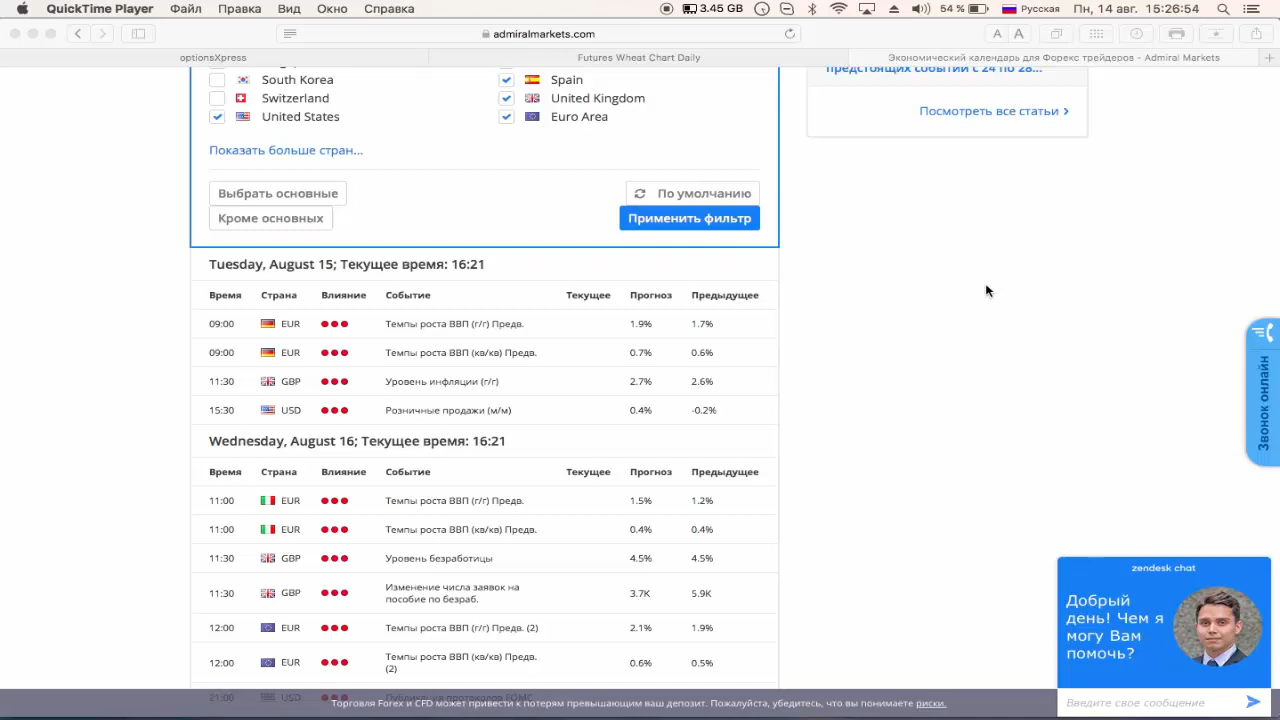 QuickTime Player Файл Правка Вид Окно Справка 3.45 GB 54 % Русская Пн, 14 авг. 15:26:54
admiralmarkets.com A A
optionsXpress Futures Wheat Chart Daily Экономический календарь для Форекс трейдеров - Admiral Markets
предстоящих событий с 24 по 28...
South Korea Spain
Switzerland United Kingdom
United States Euro Area
Посмотреть все статьи
Показать больше стран...
Выбрать основные По умолчанию
Кроме основных Применить фильтр
Tuesday, August 15; Текущее время: 16:21
Время Страна Влияние Событие Текущее Прогноз Предыдущее
09:00 EUR Темпы роста ВВП (г/г) Предв. 1.9% 1.7%
09:00 EUR Темпы роста ВВП (кв/кв) Предв. 0.7% 0.6%
11:30 GBP Уровень инфляции (г/г) 2.7% 2.6%
15:30 USD Розничные продажи (м/м) 0.4% -0.2%
Wednesday, August 16; Текущее время: 16:21
Время Страна Влияние Событие Текущее Прогноз Предыдущее
11:00 EUR Темпы роста ВВП (г/г) Предв. 1.5% 1.2%
11:00 EUR Темпы роста ВВП (кв/кв) Предв. 0.4% 0.4%
11:30 GBP Уровень безработицы 4.5% 4.5%
11:30 GBP Изменение числа заявок на
пособие по безраб. 3.7K 5.9K
12:00 EUR Темпы роста ВВП (г/г) Предв. (2) 2.1% 1.9%
12:00 EUR Темпы роста ВВП (кв/кв) Предв.
(2) 0.6% 0.5%
21:00 USD Публикация протоколов FOMC
Торговля Forex и CFD может привести к потерям превышающим ваш депозит. Пожалуйста, убедитесь, что вы понимаете риски.
Звонок онлайн
zendesk chat
Добрый
день! Чем я
могу Вам
помочь?
Введите свое сообщение